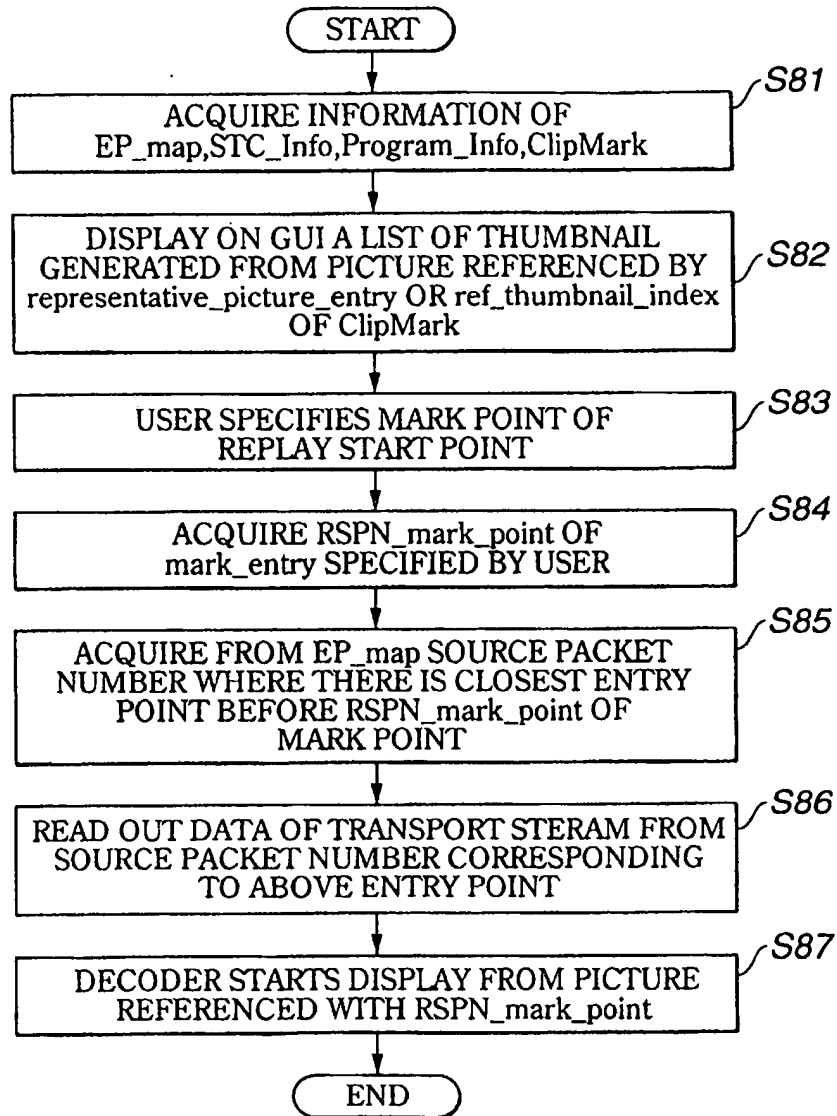 START
S81
ACQUIRE INFORMATION OF
EP_map,STC_Info,Program_Info,ClipMark
S82
DISPLAY ON GUI A LIST OF THUMBNAIL
GENERATED FROM PICTURE REFERENCED BY
representative_picture_entry OR ref_thumbnail_index
OF ClipMark
S83
USER SPECIFIES MARK POINT OF
REPLAY START POINT
S84
ACQUIRE RSPN_mark_point OF
mark_entry SPECIFIED BY USER
S85
ACQUIRE FROM EP_map SOURCE PACKET
NUMBER WHERE THERE IS CLOSEST ENTRY
POINT BEFORE RSPN_mark_point OF
MARK POINT
S86
READ OUT DATA OF TRANSPORT STERAM FROM
SOURCE PACKET NUMBER CORRESPONDING
TO ABOVE ENTRY POINT
S87
DECODER STARTS DISPLAY FROM PICTURE
REFERENCED WITH RSPN_mark_point
END